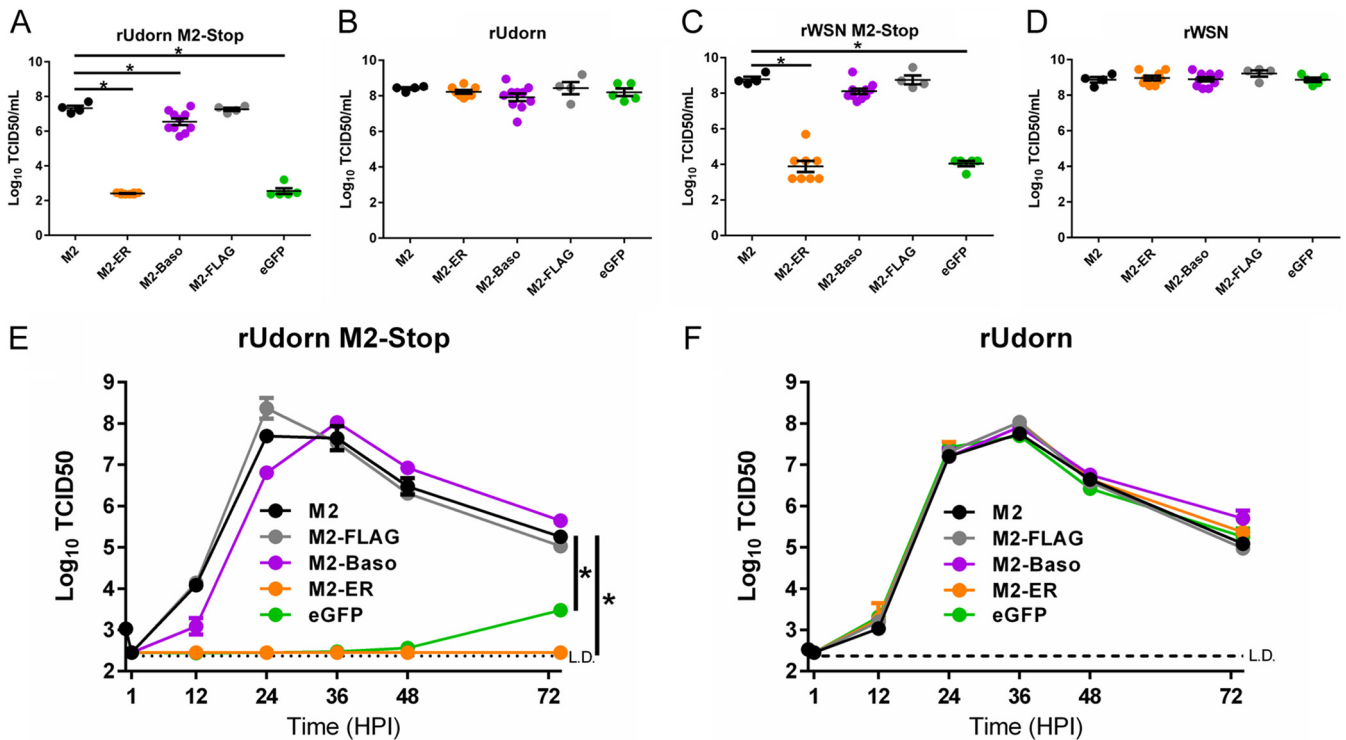 A
rUdorn M2-Stop
*
*
*
Log10 TCID50/mL
10
8
6
4
2
0
M2
M2-ER
M2-Baso
M2-FLAG
eGFP
B
rUdorn
Log10 TCID50/mL
10
8
6
4
2
0
M2
M2-ER
M2-Baso
M2-FLAG
eGFP
C
rWSN M2-Stop
*
*
Log10 TCID50/mL
10
8
6
4
2
0
M2
M2-ER
M2-Baso
M2-FLAG
eGFP
D
rWSN
Log10 TCID50/mL
10
8
6
4
2
0
M2
M2-ER
M2-Baso
M2-FLAG
eGFP
E
rUdorn M2-Stop
Log10 TCID50
9
8
7
6
5
4
3
2
M2
M2-FLAG
M2-Baso
M2-ER
eGFP
*
*
L.D.
1 12 24 36 48 72
Time (HPI)
F
rUdorn
Log10 TCID50
9
8
7
6
5
4
3
2
M2
M2-FLAG
M2-Baso
M2-ER
eGFP
L.D.
1 12 24 36 48 72
Time (HPI)